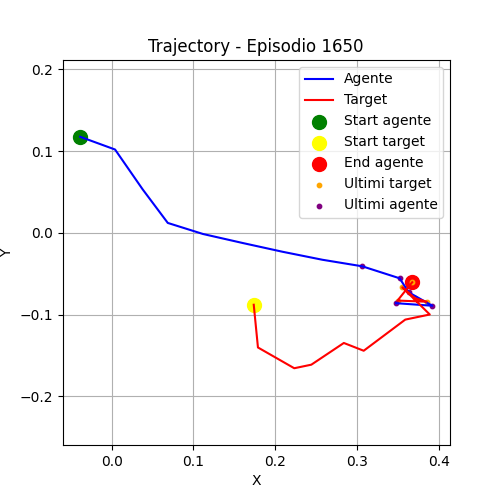 Trajectory - Episodio 1650
0.2
0.1
0.0
−0.1
−0.2
Y
0.0
0.1
0.2
0.3
0.4
X
Agente
Target
Start agente
Start target
End agente
Ultimi target
Ultimi agente